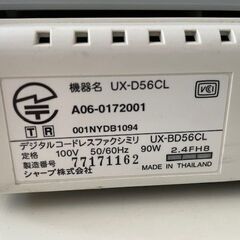 機器名 UX-D56CL
VCI
A06-0172001
T R
001NYDB1094
デジタルコードレスファクシミリ UX-BD56CL
定格 100V 50/60Hz 90W 2.4FH8
製造番号 77171162
シャープ株式会社 MADE IN THAILAND